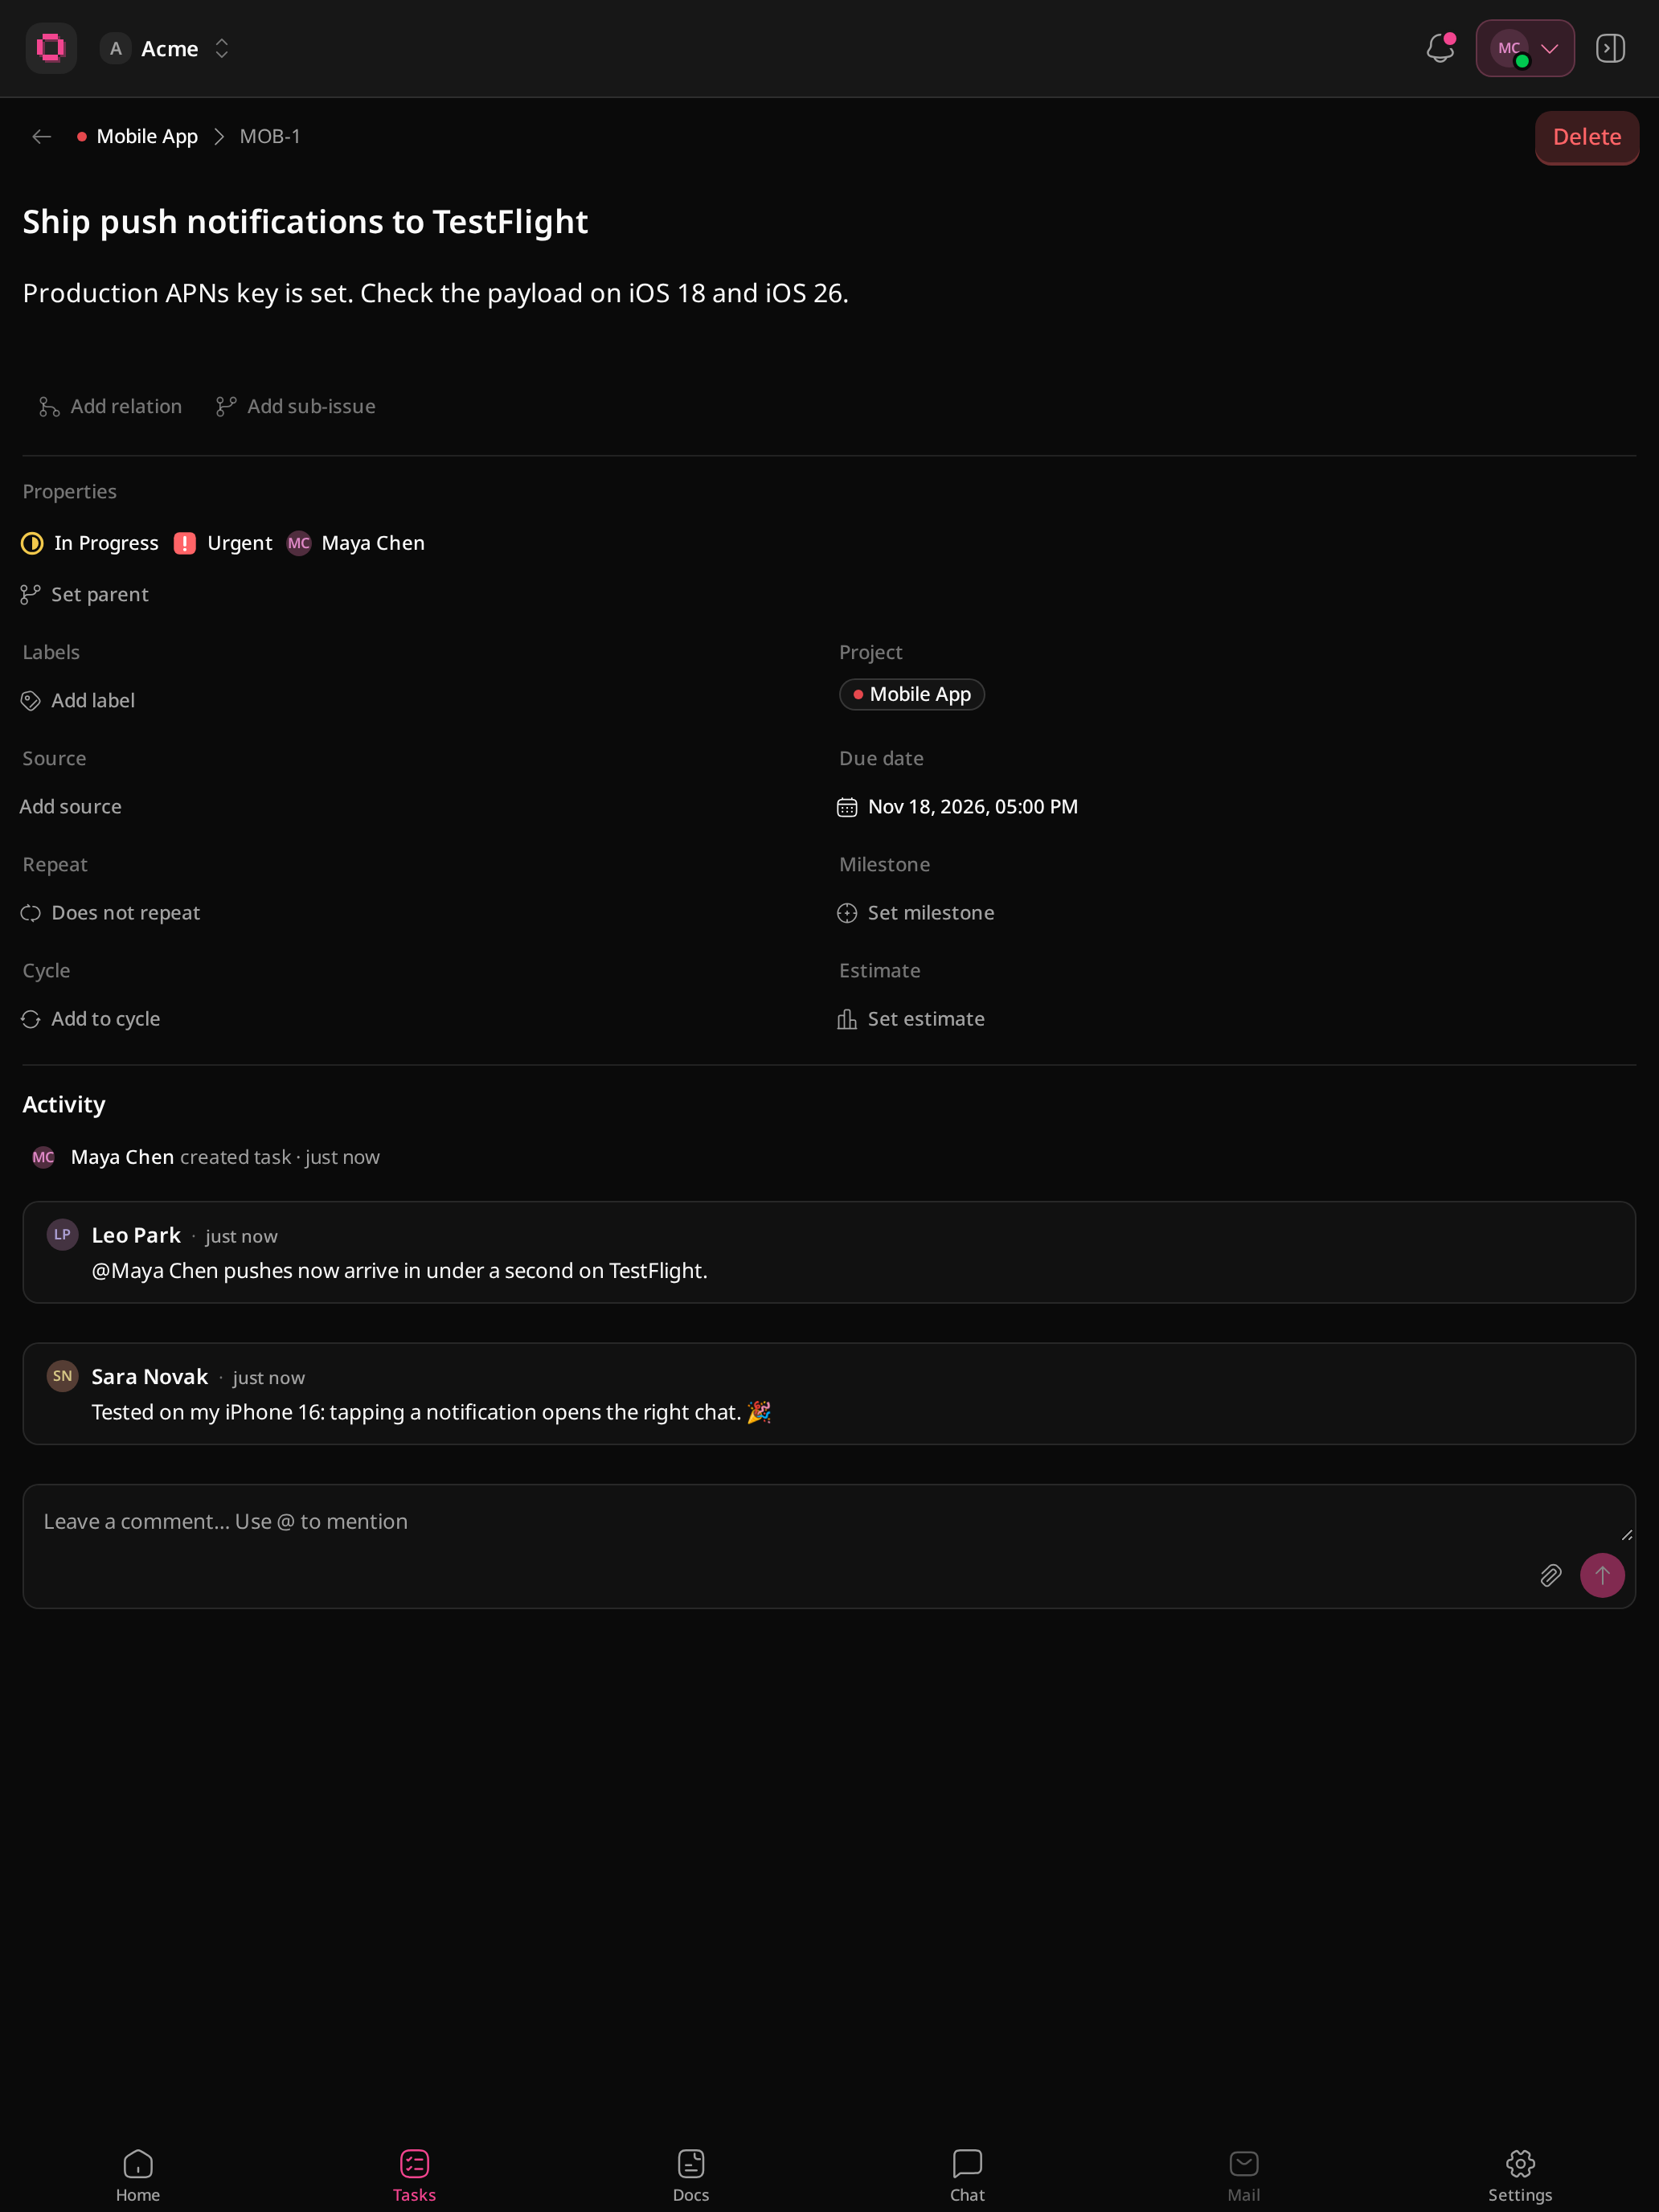 A Acme
MC
Mobile App MOB-1
Delete
Ship push notifications to TestFlight
Production APNs key is set. Check the payload on iOS 18 and iOS 26.
Add relation Add sub-issue
Properties
In Progress Urgent MC Maya Chen
Set parent
Labels Project
Add label Mobile App
Source Due date
Add source Nov 18, 2026, 05:00 PM
Repeat Milestone
Does not repeat Set milestone
Cycle Estimate
Add to cycle Set estimate
Activity
MC Maya Chen created task · just now
LP Leo Park · just now
@Maya Chen pushes now arrive in under a second on TestFlight.
SN Sara Novak · just now
Tested on my iPhone 16: tapping a notification opens the right chat. 🎉
Leave a comment... Use @ to mention
Home Tasks Docs Chat Mail Settings